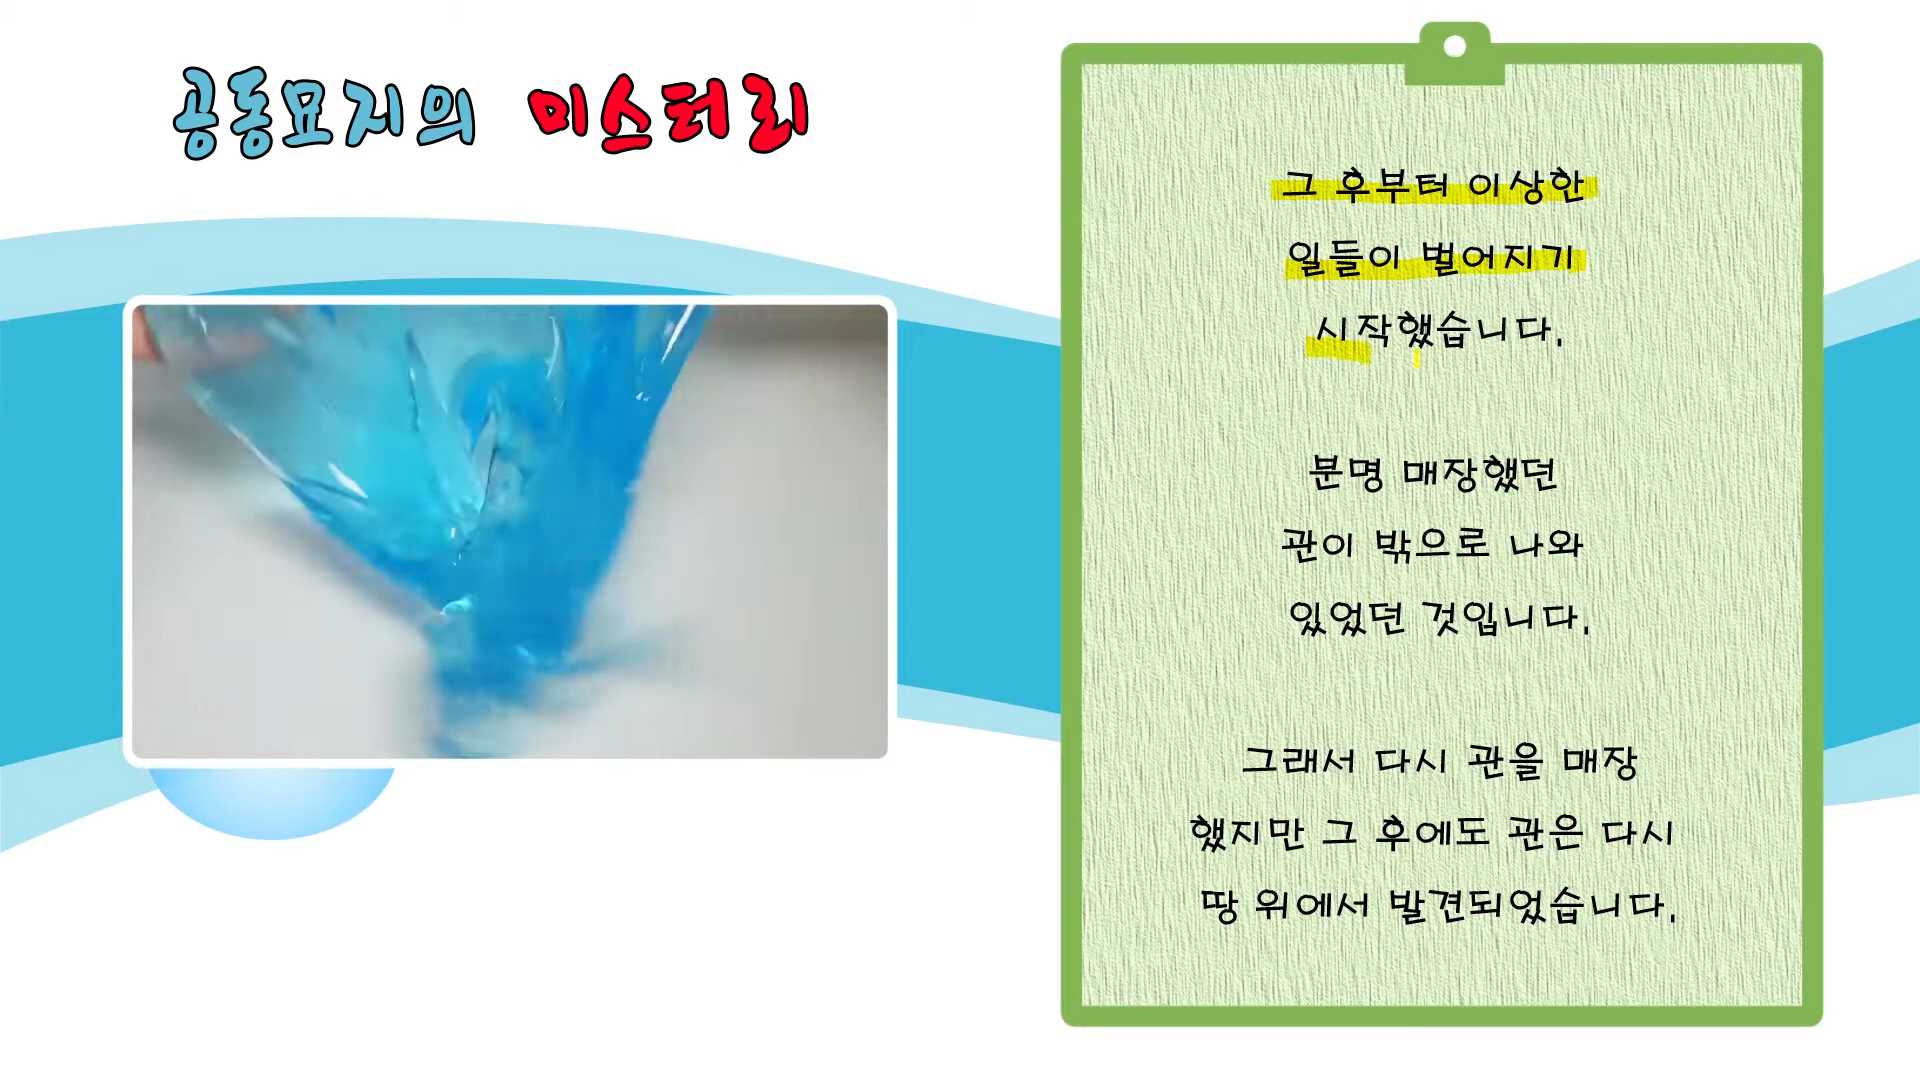 공동묘지의 미스터리
그 후부터 이상한
일들이 벌어지기
시작했습니다.
분명 매장했던
관이 밖으로 나와
있었던 것입니다.
그래서 다시 관을 매장
했지만 그 후에도 관은 다시
땅 위에서 발견되었습니다.